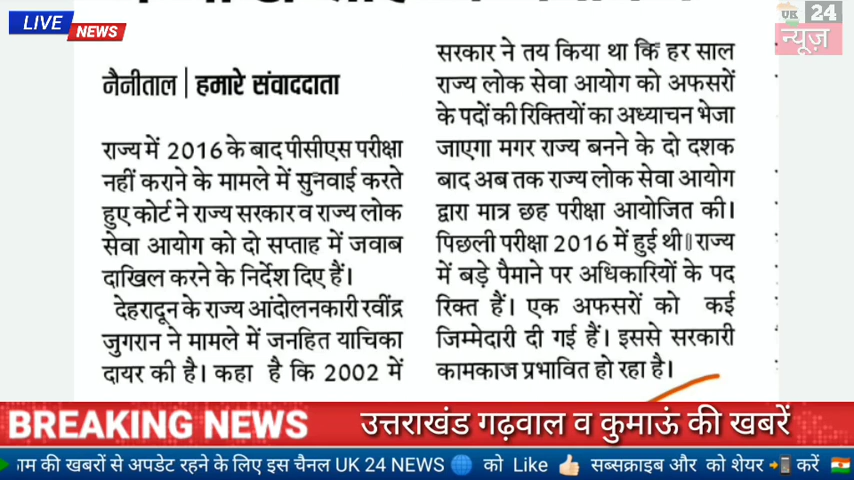 LIVE
NEWS
UK 24
न्यूज़
नैनीताल | हमारे संवाददाता
राज्य में 2016 के बाद पीसीएस परीक्षा
नहीं कराने के मामले में सुनवाई करते
हुए कोर्ट ने राज्य सरकार व राज्य लोक
सेवा आयोग को दो सप्ताह में जवाब
दाखिल करने के निर्देश दिए हैं।
देहरादून के राज्य आंदोलनकारी रवींद्र
जुगरान ने मामले में जनहित याचिका
दायर की है। कहा है कि 2002 में
सरकार ने तय किया था कि हर साल
राज्य लोक सेवा आयोग को अफसरों
के पदों की रिक्तियों का अध्याचन भेजा
जाएगा मगर राज्य बनने के दो दशक
बाद अब तक राज्य लोक सेवा आयोग
द्वारा मात्र छह परीक्षा आयोजित की।
पिछली परीक्षा 2016 में हुई थी। राज्य
में बड़े पैमाने पर अधिकारियों के पद
रिक्त हैं। एक अफसरों को कई
जिम्मेदारी दी गई हैं। इससे सरकारी
कामकाज प्रभावित हो रहा है।
BREAKING NEWS
उत्तराखंड गढ़वाल व कुमाऊं की खबरें
की खबरों से अपडेट रहने के लिए इस चैनल UK 24 NEWS 🌐 को Like 👍🏻 सब्सक्राइब और को शेयर 📲 करें 🇮🇳